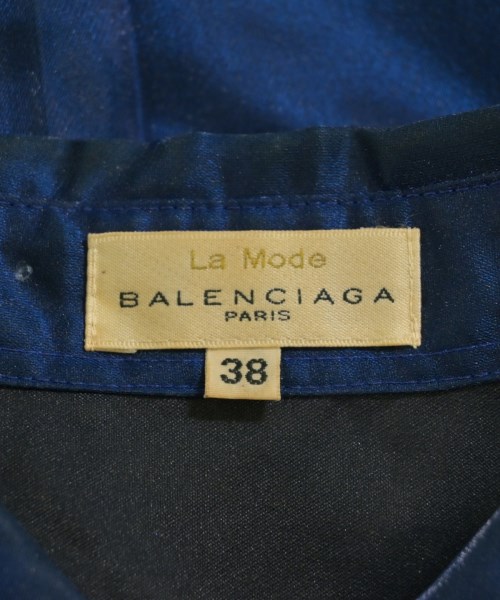 La Mode
BALENCIAGA
PARIS
38